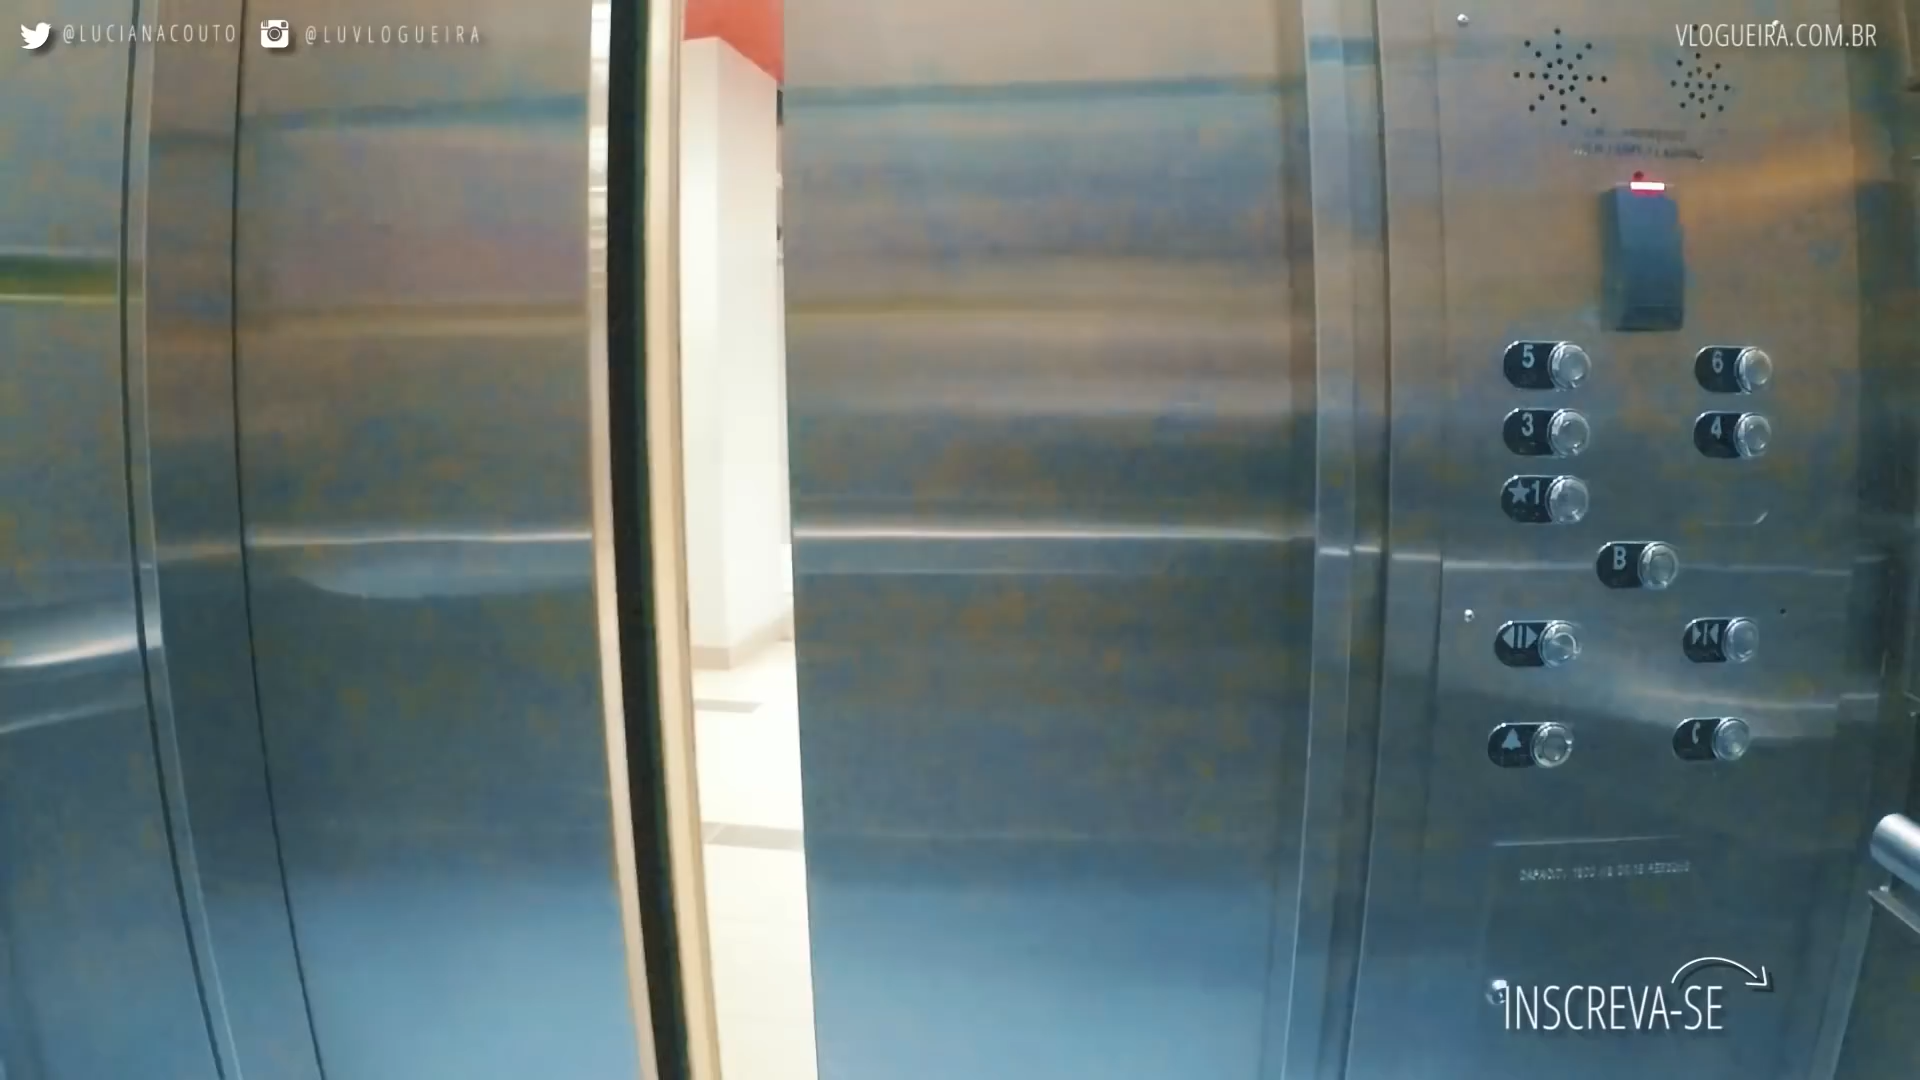 @LUCIANACOUTO @LUVLOGUEIRA VLOGUEIRA.COM.BR
5 6
3 4
★1
B
INSCREVA-SE